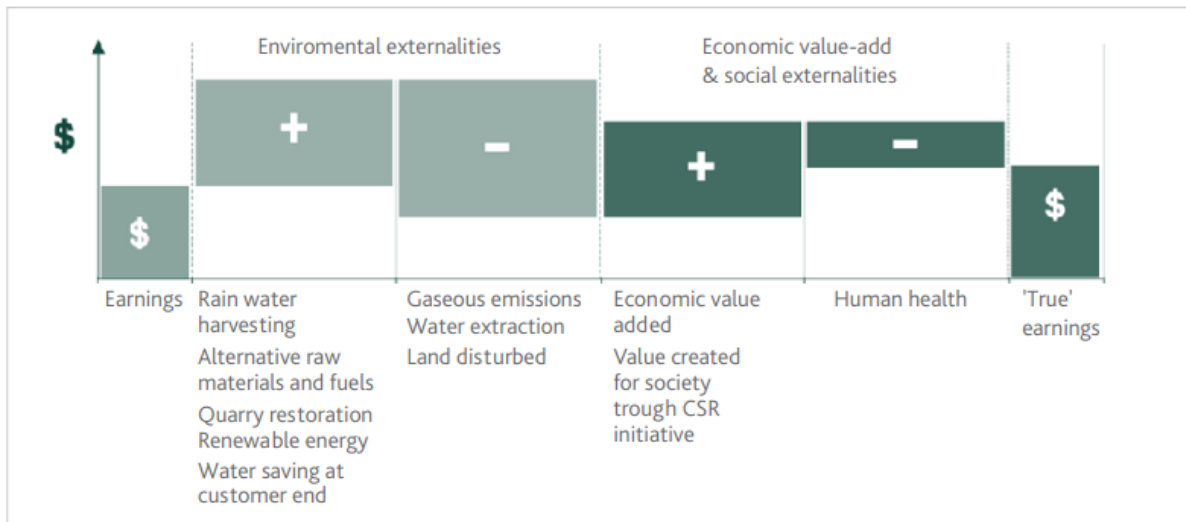 Enviromental externalities
Economic value-add
& social externalities
$
$
+
−
+
−
$
Earnings
Rain water
harvesting
Alternative raw
materials and fuels
Quarry restoration
Renewable energy
Water saving at
customer end
Gaseous emissions
Water extraction
Land disturbed
Economic value
added
Value created
for society
trough CSR
initiative
Human health
'True'
earnings